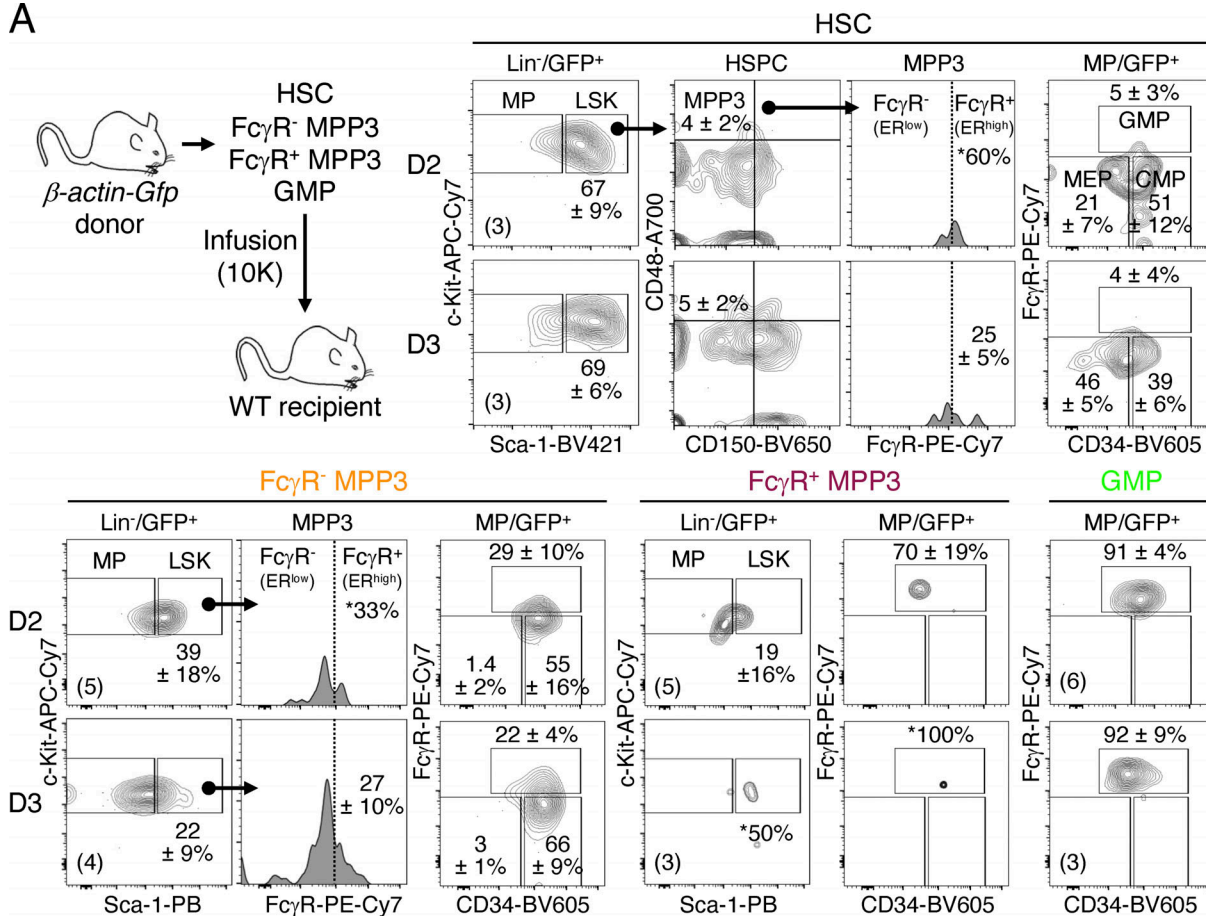 A
HSC
FcγR⁻ MPP3
FcγR⁺ MPP3
GMP
β-actin-Gfp
donor
Infusion
(10K)
WT recipient
HSC
Lin⁻/GFP⁺
HSPC
MPP3
MP/GFP⁺
D2
c-Kit-APC-Cy7
MP
LSK
67
± 9%
(3)
CD48-A700
MPP3
4 ± 2%
FcγR⁻
(ERˡᵒʷ)
FcγR⁺
(ERʰⁱᵍʰ)
*60%
FcγR-PE-Cy7
5 ± 3%
GMP
MEP
21
± 7%
CMP
51
± 12%
D3
69
± 6%
(3)
5 ± 2%
25
± 5%
4 ± 4%
46
± 5%
39
± 6%
Sca-1-BV421
CD150-BV650
FcγR-PE-Cy7
CD34-BV605
FcγR⁻ MPP3
Lin⁻/GFP⁺
MPP3
MP/GFP⁺
D2
c-Kit-APC-Cy7
MP
LSK
39
± 18%
(5)
FcγR⁻
(ERˡᵒʷ)
FcγR⁺
(ERʰⁱᵍʰ)
*33%
FcγR-PE-Cy7
29 ± 10%
1.4
± 2%
55
± 16%
D3
22
± 9%
(4)
27
± 10%
22 ± 4%
3
± 1%
66
± 9%
Sca-1-PB
FcγR-PE-Cy7
CD34-BV605
FcγR⁺ MPP3
Lin⁻/GFP⁺
MP/GFP⁺
c-Kit-APC-Cy7
MP
LSK
19
±16%
(5)
FcγR-PE-Cy7
70 ± 19%
*50%
(3)
*100%
Sca-1-PB
CD34-BV605
GMP
MP/GFP⁺
FcγR-PE-Cy7
91 ± 4%
(6)
92 ± 9%
(3)
CD34-BV605